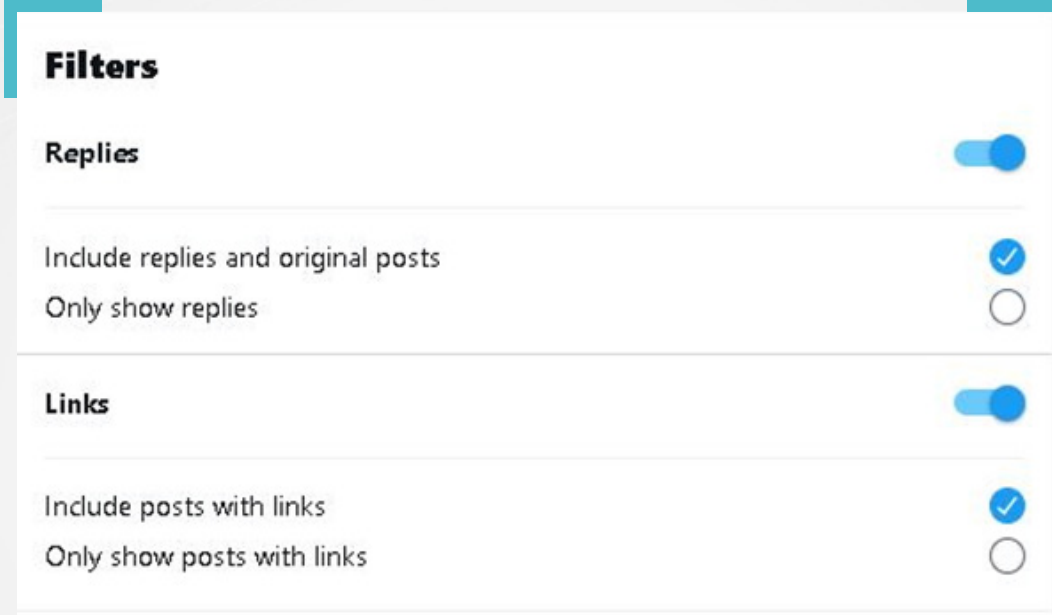 Filters
Replies
Include replies and original posts
Only show replies
Links
Include posts with links
Only show posts with links